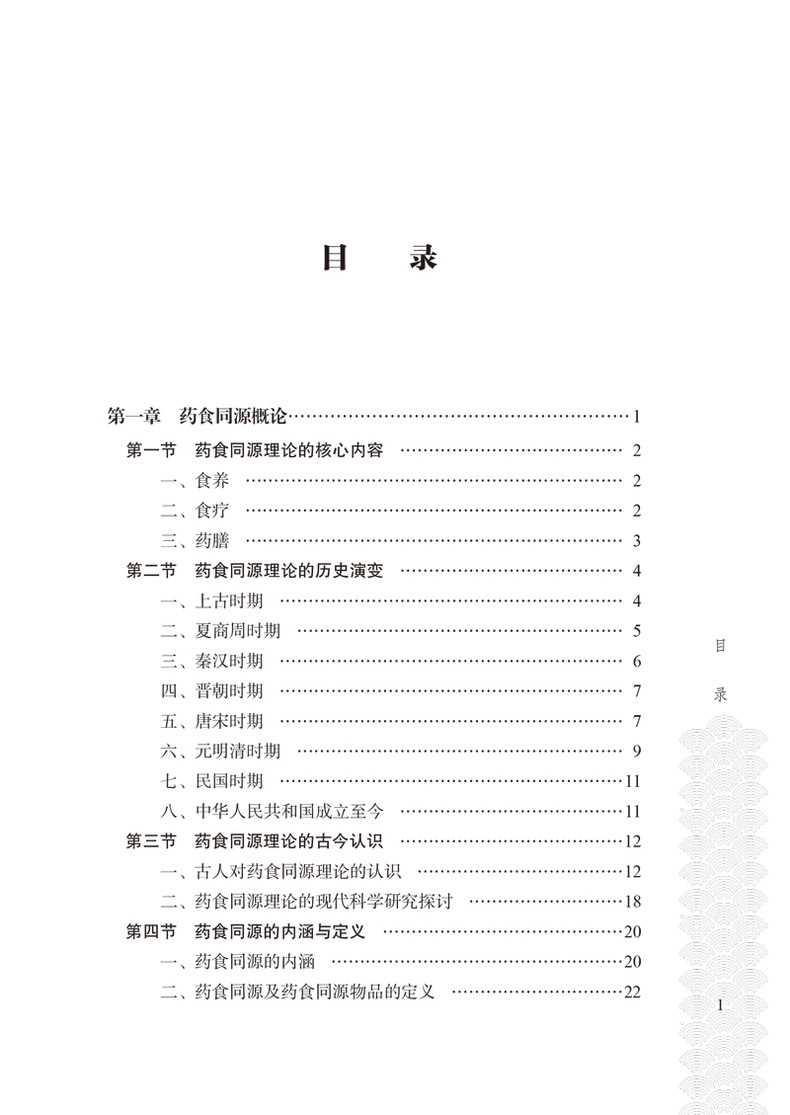 目 录
第一章 药食同源概论…………………………………………………1
第一节 药食同源理论的核心内容 ………………………………… 2
一、食养 ………………………………………………………… 2
二、食疗 ………………………………………………………… 2
三、药膳 ………………………………………………………… 3
第二节 药食同源理论的历史演变 ………………………………… 4
一、上古时期 …………………………………………………… 4
二、夏商周时期 ………………………………………………… 5
三、秦汉时期 …………………………………………………… 6
四、晋朝时期 …………………………………………………… 7
五、唐宋时期 …………………………………………………… 7
六、元明清时期 ………………………………………………… 9
七、民国时期 ……………………………………………………11
八、中华人民共和国成立至今 …………………………………11
第三节 药食同源理论的古今认识 …………………………………12
一、古人对药食同源理论的认识 ………………………………12
二、药食同源理论的现代科学研究探讨 ………………………18
第四节 药食同源的内涵与定义 ……………………………………20
一、药食同源的内涵 ……………………………………………20
二、药食同源及药食同源物品的定义 …………………………22
目
录
1